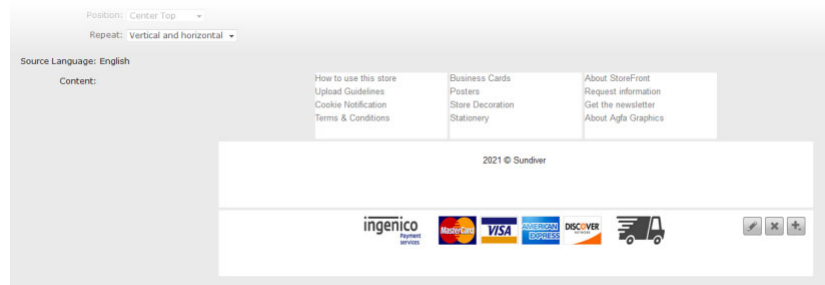 Position: Center Top
Repeat: Vertical and horizontal
Source Language: English
Content:
How to use this store Business Cards About StoreFront
Upload Guidelines Posters Request information
Cookie Notification Store Decoration Get the newsletter
Terms & Conditions Stationery About Agfa Graphics
2021 © Sundiver
ingenico
Payment
services
MasterCard VISA AMERICAN EXPRESS DISCOVER
NETWORK